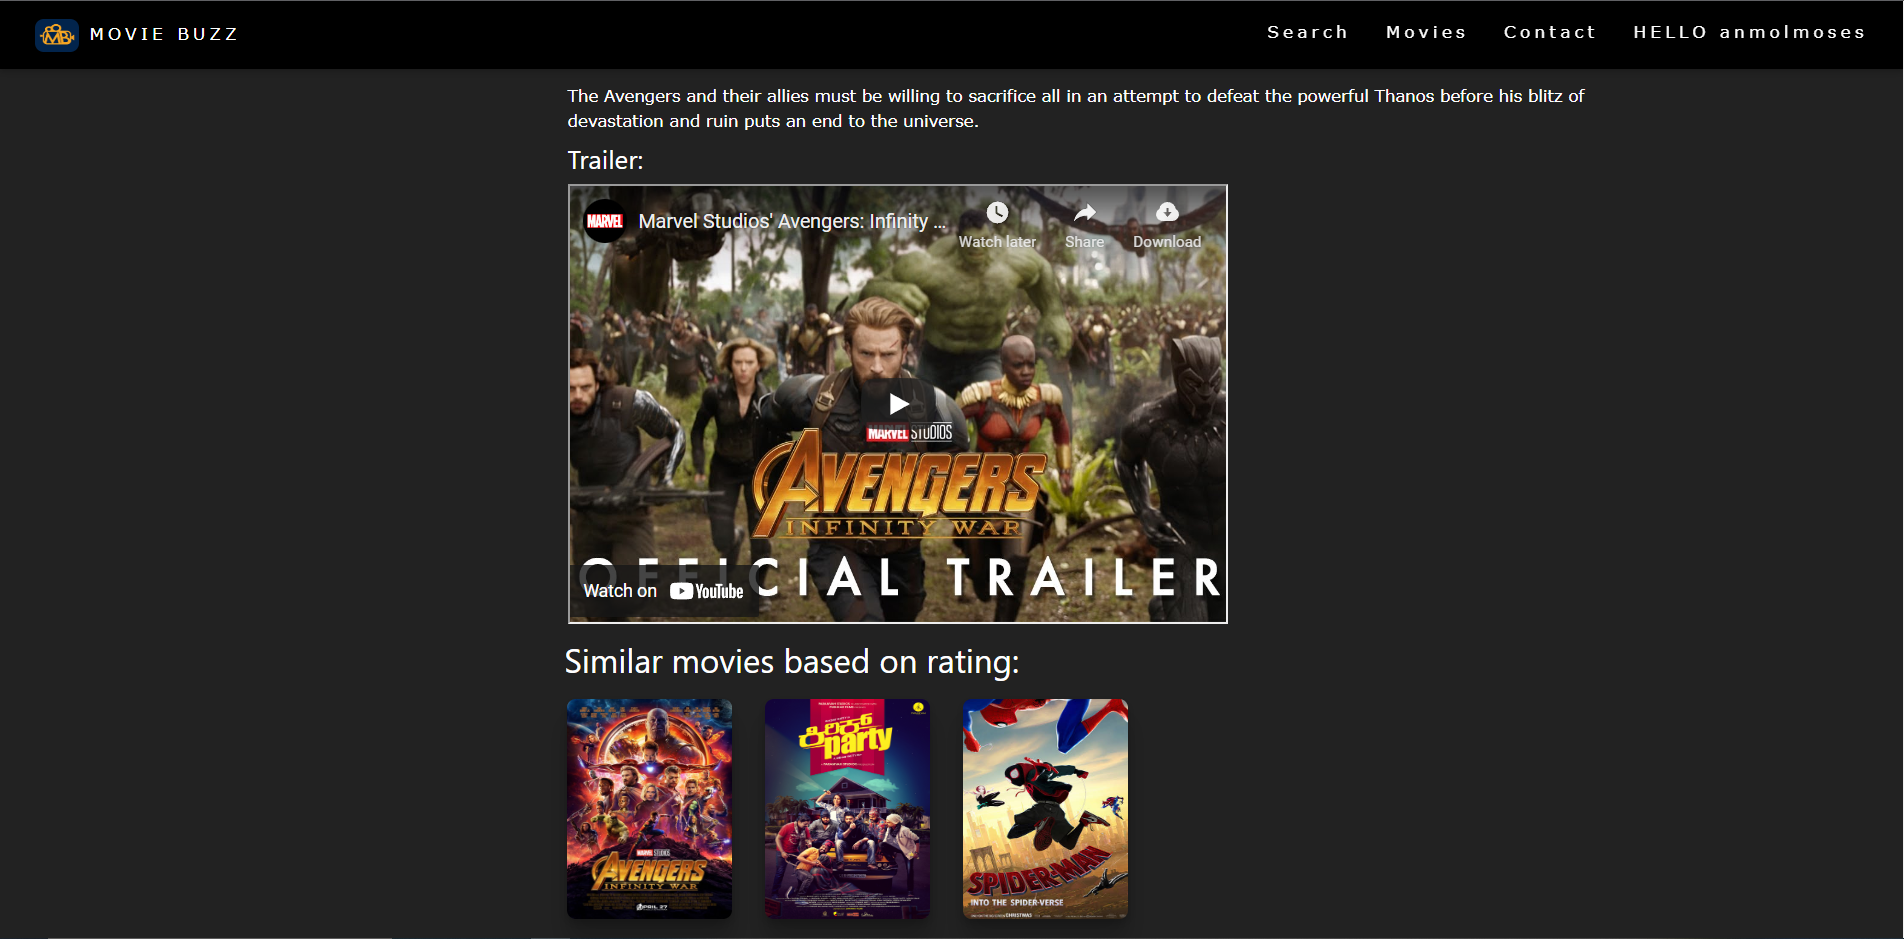 MOVIE BUZZ
Search Movies Contact HELLO anmolmoses
The Avengers and their allies must be willing to sacrifice all in an attempt to defeat the powerful Thanos before his blitz of
devastation and ruin puts an end to the universe.
Trailer:
MARVEL Marvel Studios' Avengers: Infinity ...
Watch later Share Download
MARVEL STUDIOS
AVENGERS
INFINITY WAR
OFFICIAL TRAILER
Watch on YouTube
Similar movies based on rating:
MARVEL STUDIOS
AVENGERS
INFINITY WAR
APRIL 27
ಕಿರಿಕ್
party
SPIDER-MAN
INTO THE SPIDER-VERSE
CHRISTMAS